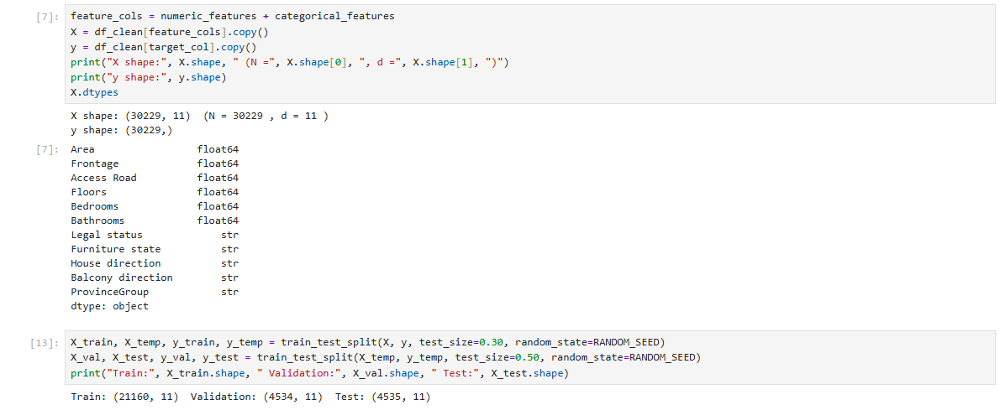 [7]: feature_cols = numeric_features + categorical_features
X = df_clean[feature_cols].copy()
y = df_clean[target_col].copy()
print("X shape:", X.shape, " (N =", X.shape[0], ", d =", X.shape[1], ")")
print("y shape:", y.shape)
X.dtypes
X shape: (30229, 11)  (N = 30229 , d = 11 )
y shape: (30229,)
[7]: Area float64
Frontage float64
Access Road float64
Floors float64
Bedrooms float64
Bathrooms float64
Legal status str
Furniture state str
House direction str
Balcony direction str
ProvinceGroup str
dtype: object
[13]: X_train, X_temp, y_train, y_temp = train_test_split(X, y, test_size=0.30, random_state=RANDOM_SEED)
X_val, X_test, y_val, y_test = train_test_split(X_temp, y_temp, test_size=0.50, random_state=RANDOM_SEED)
print("Train:", X_train.shape, " Validation:", X_val.shape, " Test:", X_test.shape)
Train: (21160, 11)  Validation: (4534, 11)  Test: (4535, 11)